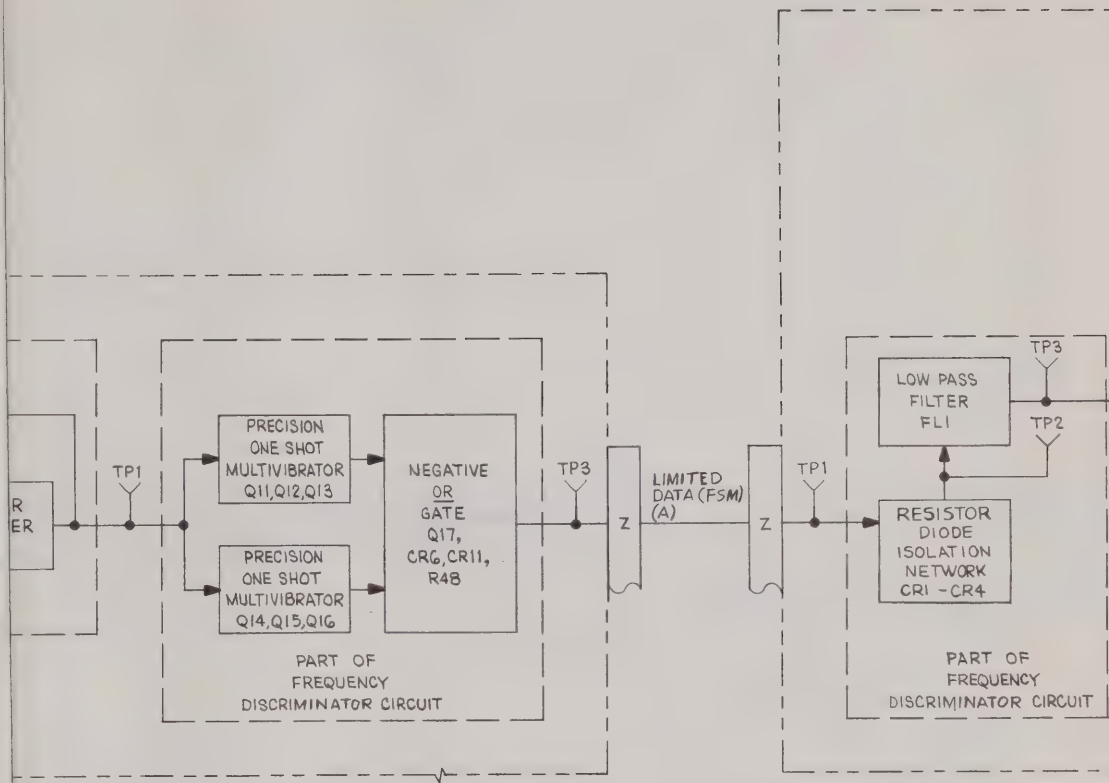 R
ER
TP1
PRECISION
ONE SHOT
MULTIVIBRATOR
Q11,Q12,Q13
PRECISION
ONE SHOT
MULTIVIBRATOR
Q14,Q15,Q16
NEGATIVE
OR
GATE
Q17,
CR6,CR11,
R48
PART OF
FREQUENCY
DISCRIMINATOR CIRCUIT
TP3
Z
LIMITED
DATA (FSM)
(A)
Z
TP1
LOW PASS
FILTER
FL1
TP3
TP2
RESISTOR
DIODE
ISOLATION
NETWORK
CR1 - CR4
PART OF
FREQUENCY
DISCRIMINATOR CIRCUIT